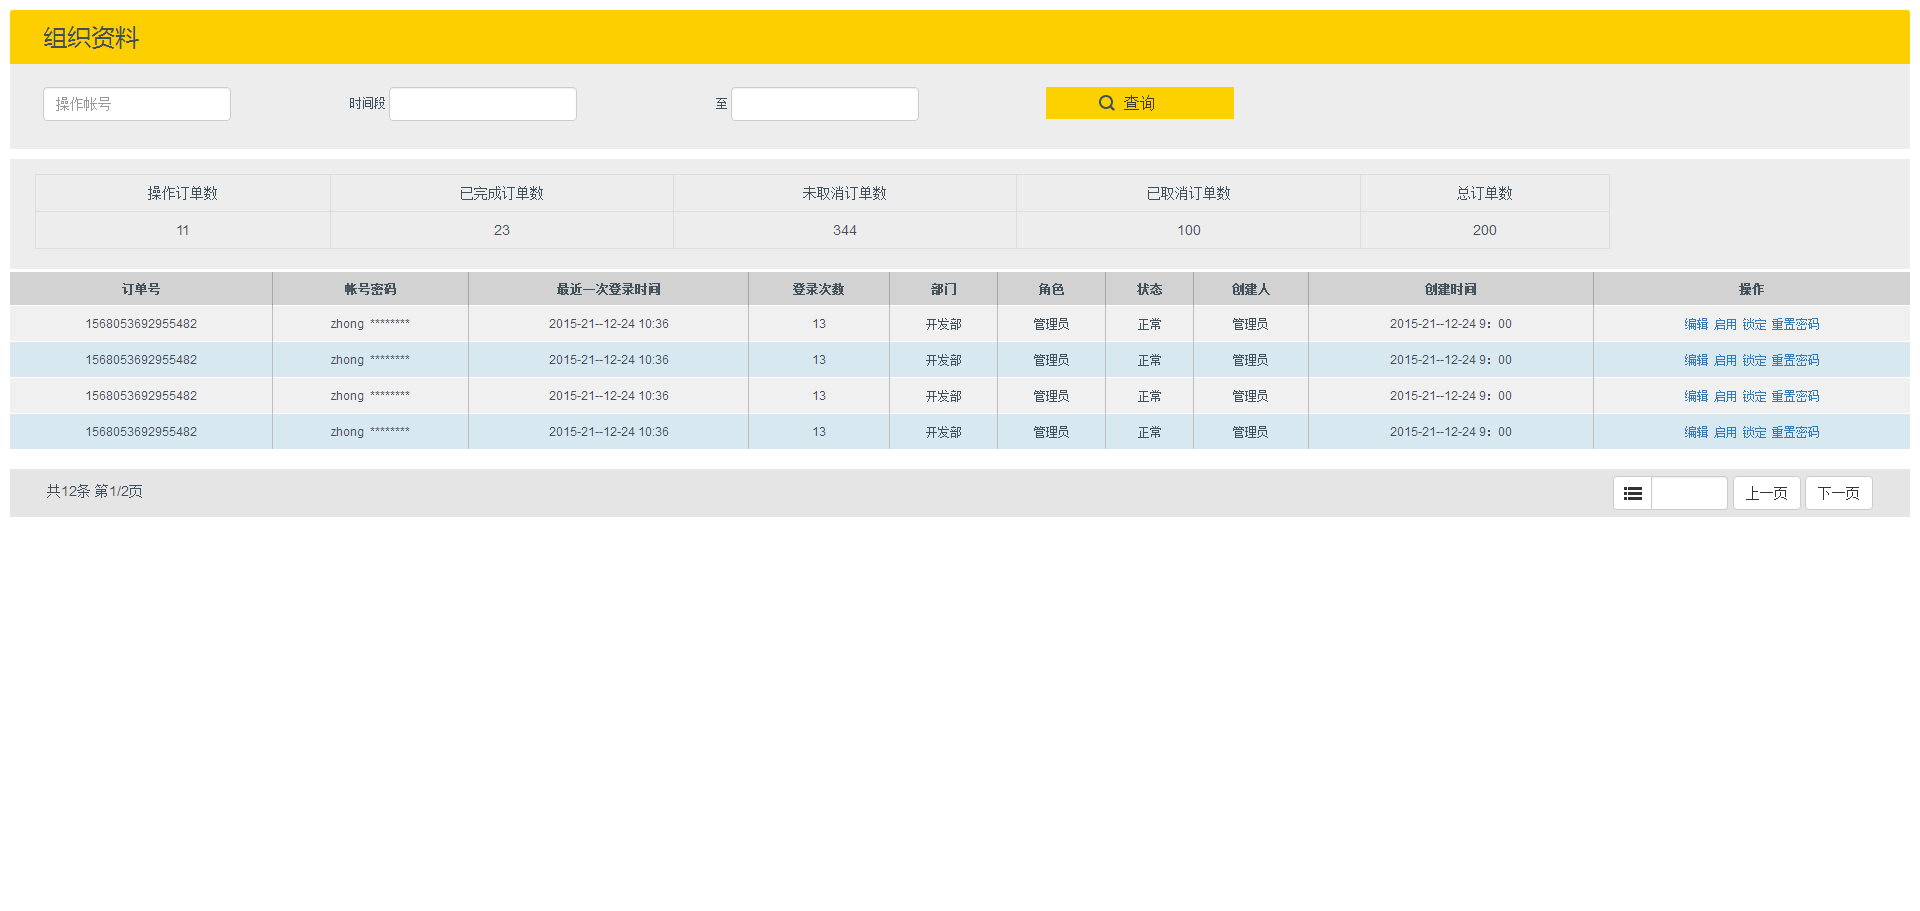 组织资料
操作帐号 时间段 至 查询
操作订单数 已完成订单数 未取消订单数 已取消订单数 总订单数
11 23 344 100 200
订单号 帐号密码 最近一次登录时间 登录次数 部门 角色 状态 创建人 创建时间 操作
1568053692955482 zhong ******** 2015-21--12-24 10:36 13 开发部 管理员 正常 管理员 2015-21--12-24 9：00 编辑 启用 锁定 重置密码
1568053692955482 zhong ******** 2015-21--12-24 10:36 13 开发部 管理员 正常 管理员 2015-21--12-24 9：00 编辑 启用 锁定 重置密码
1568053692955482 zhong ******** 2015-21--12-24 10:36 13 开发部 管理员 正常 管理员 2015-21--12-24 9：00 编辑 启用 锁定 重置密码
1568053692955482 zhong ******** 2015-21--12-24 10:36 13 开发部 管理员 正常 管理员 2015-21--12-24 9：00 编辑 启用 锁定 重置密码
共12条 第1/2页 上一页 下一页